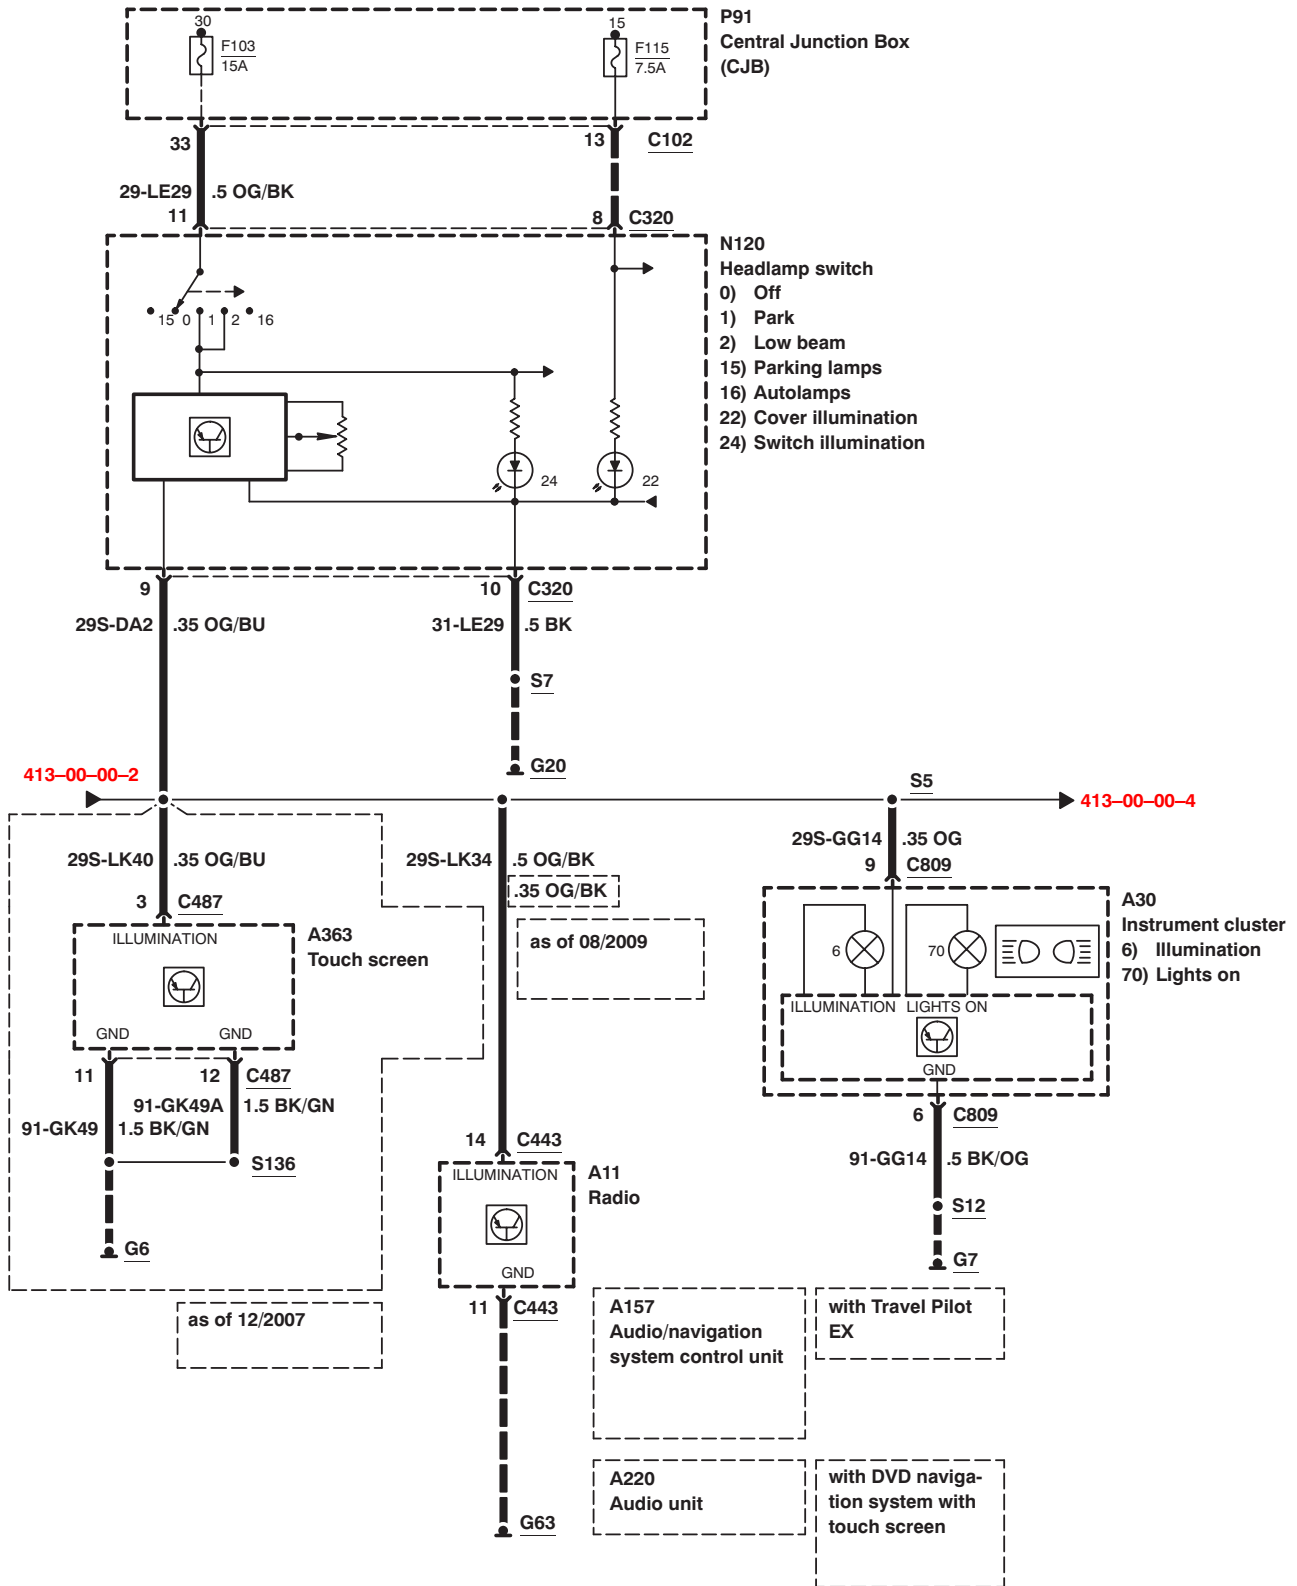 30
F103
15A
15
F115
7.5A
P91
Central Junction Box
(CJB)
33
13
C102
29-LE29
.5 OG/BK
11
8
C320
N120
Headlamp switch
0) Off
1) Park
2) Low beam
15) Parking lamps
16) Autolamps
22) Cover illumination
24) Switch illumination
15 0 1 2 16
24
22
9
10
C320
29S-DA2
.35 OG/BU
31-LE29
.5 BK
S7
G20
413–00–00–2
S5
413–00–00–4
29S-LK40
.35 OG/BU
29S-LK34
.5 OG/BK
.35 OG/BK
as of 08/2009
29S-GG14
.35 OG
9
C809
3
C487
ILLUMINATION
A363
Touch screen
GND
GND
11
12
C487
91-GK49A
1.5 BK/GN
91-GK49
1.5 BK/GN
S136
G6
as of 12/2007
A30
Instrument cluster
6) Illumination
70) Lights on
6
70
ILLUMINATION
LIGHTS ON
GND
6
C809
91-GG14
.5 BK/OG
S12
G7
14
C443
ILLUMINATION
A11
Radio
GND
11
C443
G63
A157
Audio/navigation
system control unit
with Travel Pilot
EX
A220
Audio unit
with DVD naviga-
tion system with
touch screen